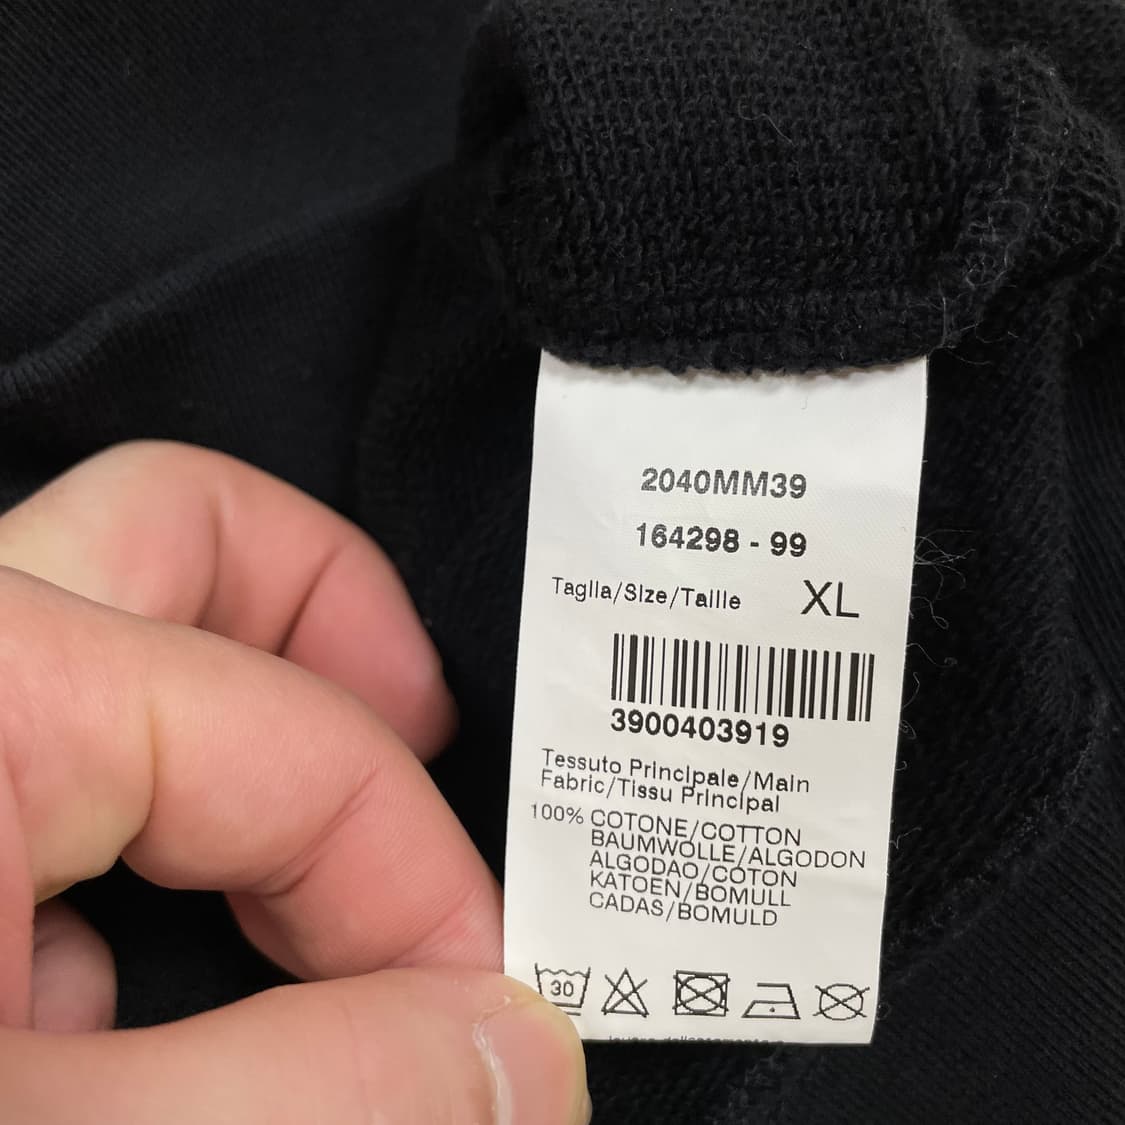 2040MM39
164298 - 99
Taglia/Size/Taille XL
3900403919
Tessuto Principale/Main
Fabric/Tissu Principal
100% COTONE/COTTON
BAUMWOLLE/ALGODON
ALGODAO/COTON
KATOEN/BOMULL
CADAS/BOMULD
30